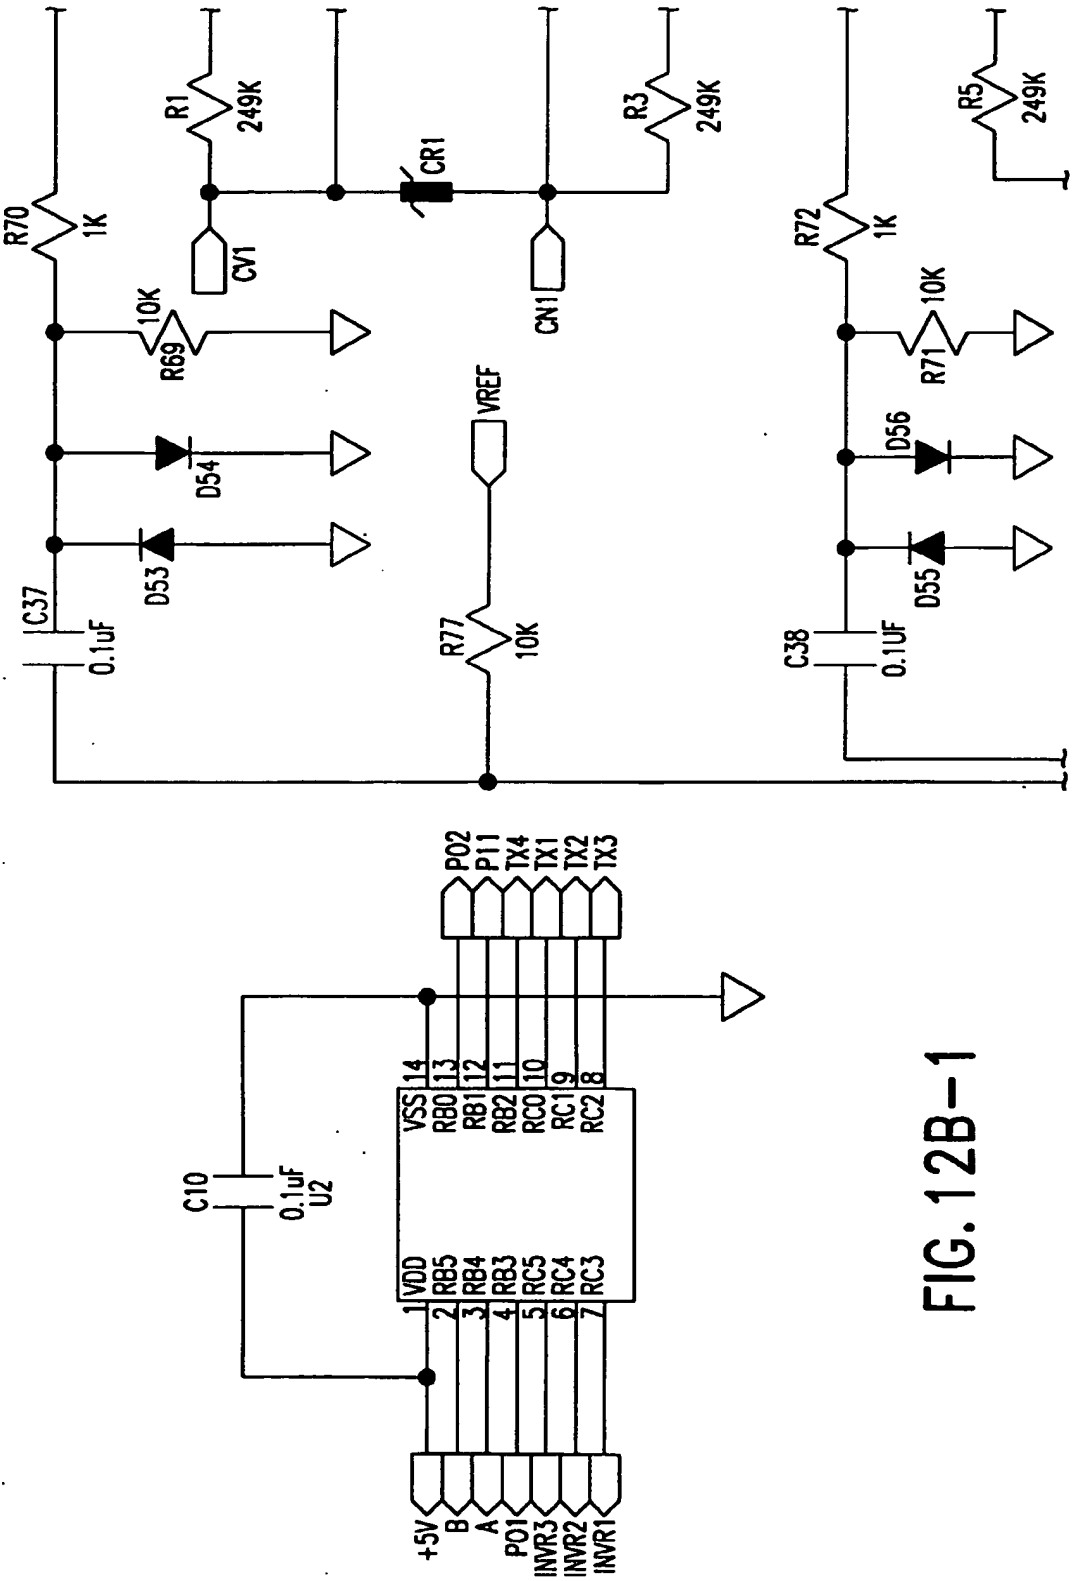 R70
1K
R1
249K
CV1
CR1
CN1
R3
249K
R72
1K
R5
249K
10K
R69
D54
D53
C37
0.1uF
VREF
R77
10K
10K
R71
D56
D55
C38
0.1UF
C10
0.1uF
U2
+5V 1 VDD VSS 14
B 2 RB5 RB0 13 PO2
A 3 RB4 RB1 12 P11
PO1 4 RB3 RB2 11 TX4
INVR3 5 RC5 RC0 10 TX1
INVR2 6 RC4 RC1 9 TX2
INVR1 7 RC3 RC2 8 TX3
FIG. 12B-1